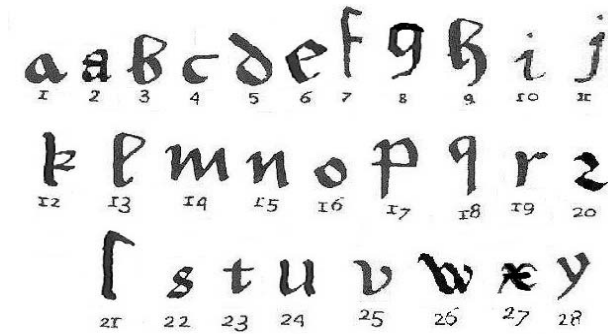 a a b c d e f g h i j
1 2 3 4 5 6 7 8 9 10 11
k l m n o p q r ꝛ
12 13 14 15 16 17 18 19 20
ſ s t u v w x y
21 22 23 24 25 26 27 28